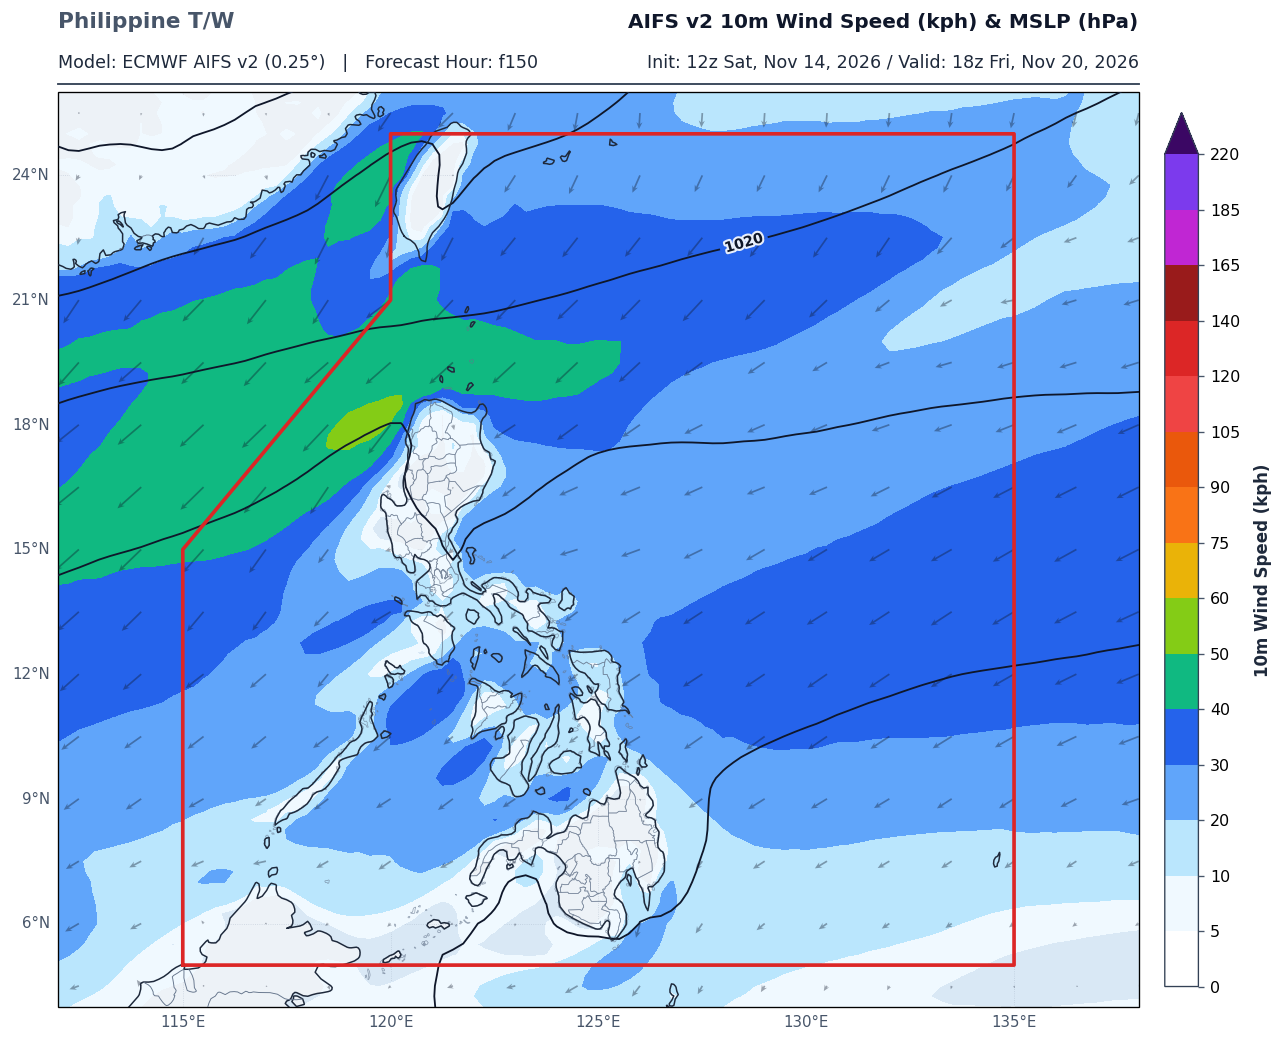 Philippine T/W
AIFS v2 10m Wind Speed (kph) & MSLP (hPa)
Model: ECMWF AIFS v2 (0.25°) | Forecast Hour: f150
Init: 12z Sat, Nov 14, 2026 / Valid: 18z Fri, Nov 20, 2026
24°N
21°N
18°N
15°N
12°N
9°N
6°N
1020
115°E
120°E
125°E
130°E
135°E
220
185
165
140
120
105
90
75
60
50
40
30
20
10
5
0
10m Wind Speed (kph)